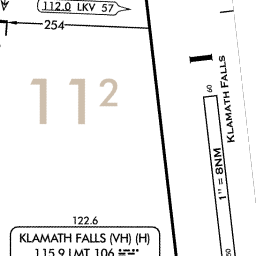 112.0 LKV 57
254
11²
KLAMATH FALLS
1" = 8NM
50
122.6
KLAMATH FALLS (VH) (H)
115.9 LMT 106